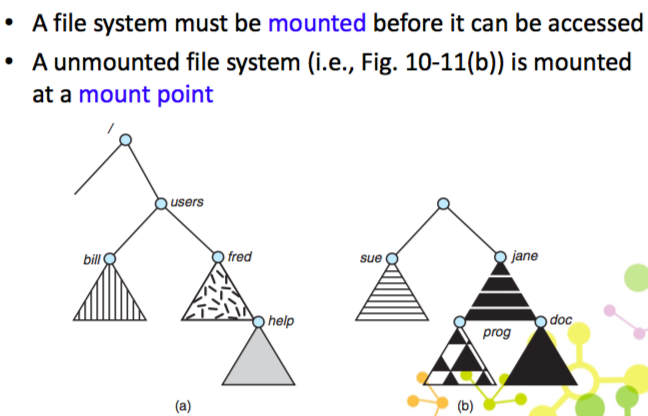 • A file system must be mounted before it can be accessed
• A unmounted file system (i.e., Fig. 10-11(b)) is mounted
at a mount point
/
users
bill
fred
help
(a)
sue
jane
prog
doc
(b)